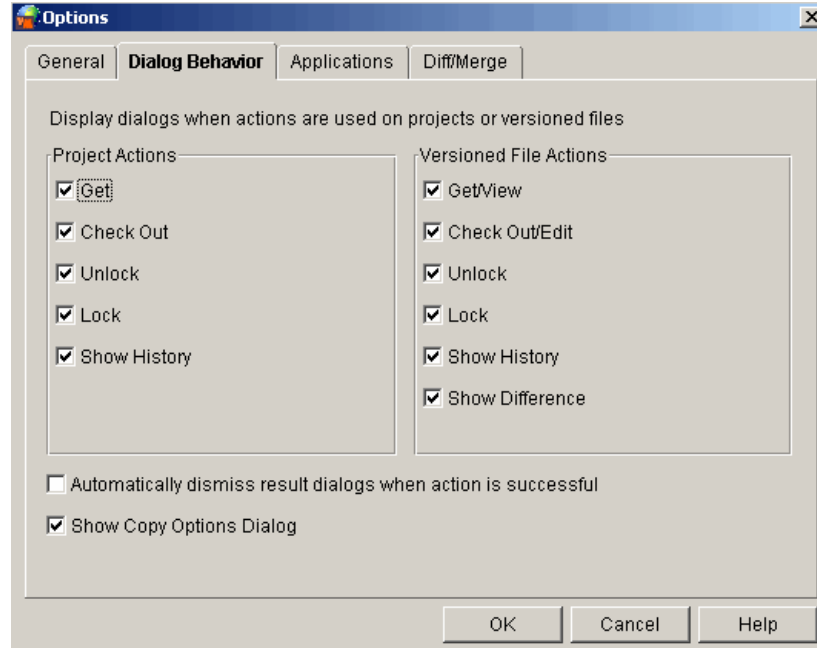 Options
General Dialog Behavior Applications Diff/Merge
Display dialogs when actions are used on projects or versioned files
Project Actions
Get
Check Out
Unlock
Lock
Show History
Versioned File Actions
Get/View
Check Out/Edit
Unlock
Lock
Show History
Show Difference
Automatically dismiss result dialogs when action is successful
Show Copy Options Dialog
OK Cancel Help